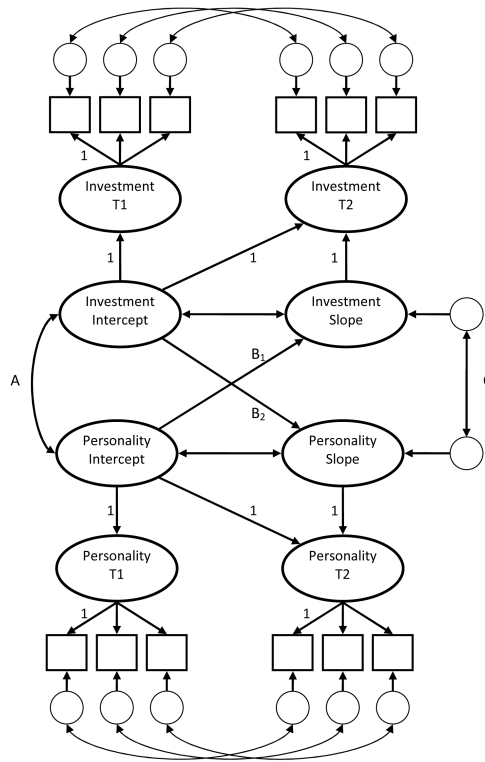 1
1
Investment
T1
Investment
T2
1
1
1
Investment
Intercept
Investment
Slope
A
B1
B2
Personality
Intercept
Personality
Slope
1
1
1
Personality
T1
Personality
T2
1
1